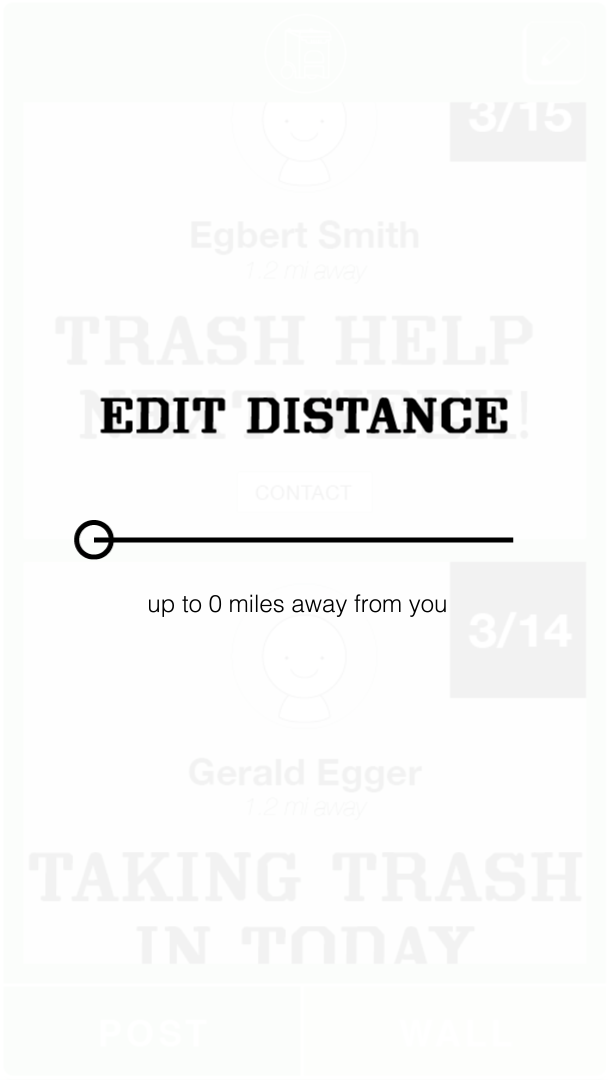 3/15
Egbert Smith
1.2 mi away
TRASH HELP
NEXT WEEK!
EDIT DISTANCE
CONTACT
up to 0 miles away from you
3/14
Gerald Egger
1.2 mi away
TAKING TRASH
IN TODAY
POST
WALL